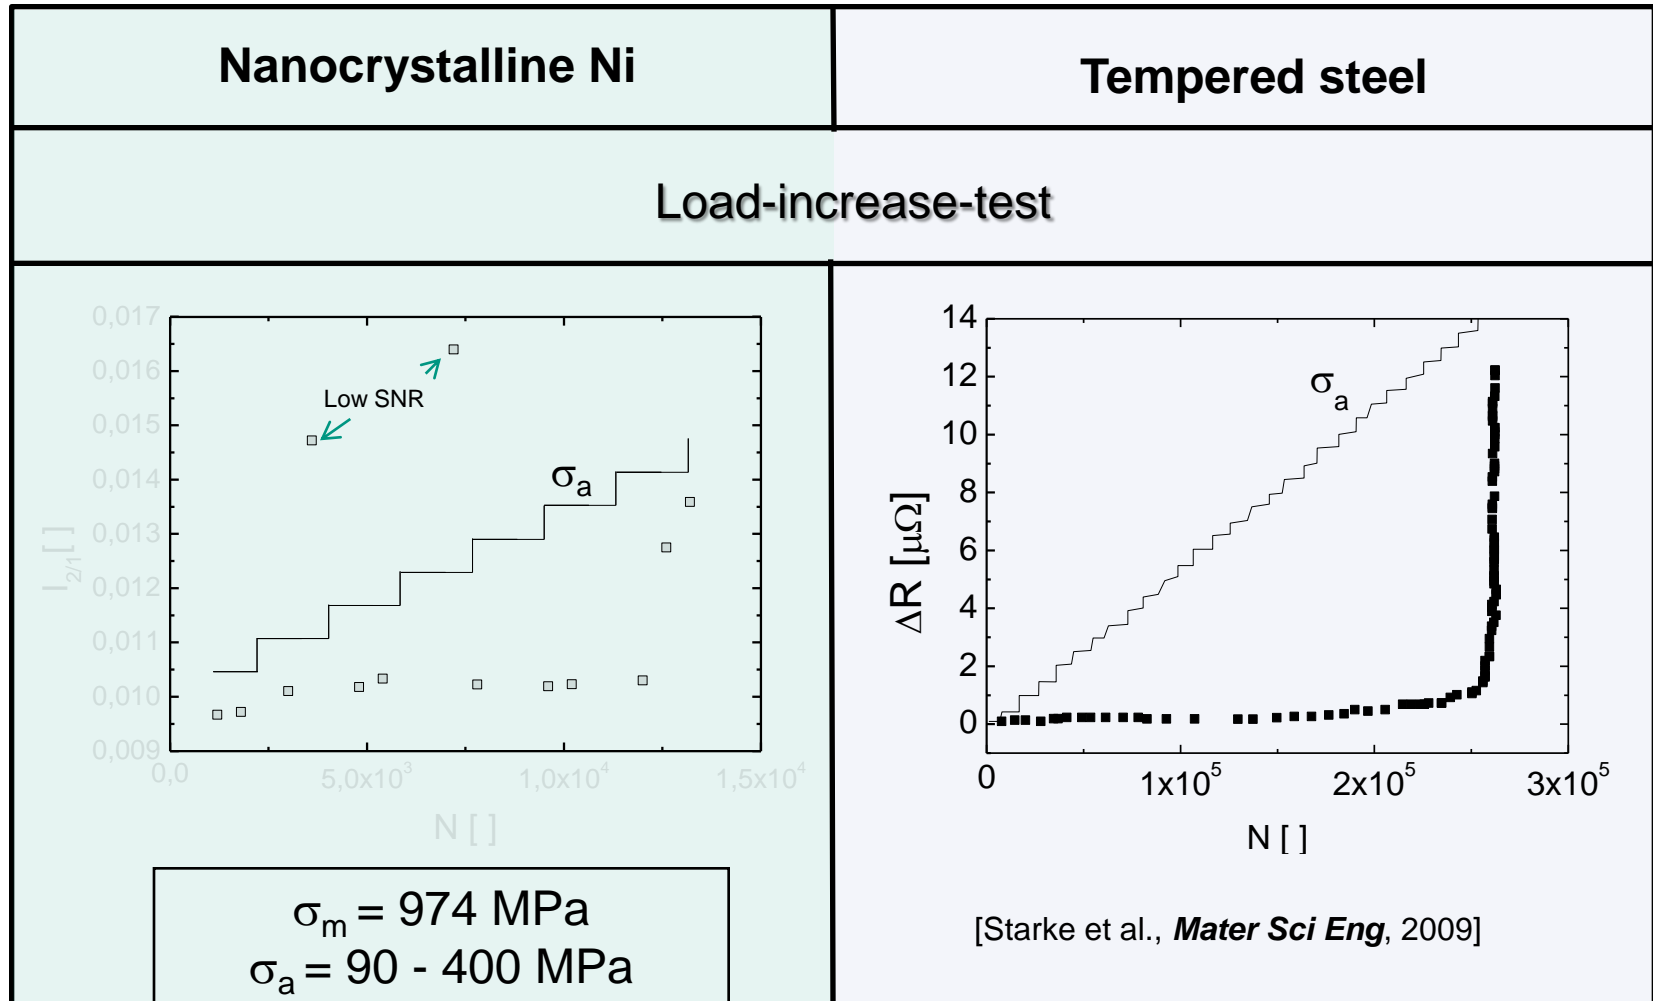 Nanocrystalline Ni
Tempered steel
Load-increase-test
0,017
0,016
0,015
0,014
0,013
0,012
0,011
0,010
0,009
I2/1[ ]
Low SNR
σa
0,0
5,0x10³
1,0x10⁴
1,5x10⁴
N [ ]
σm = 974 MPa
σa = 90 - 400 MPa
14
12
10
8
6
4
2
0
ΔR [μΩ]
σa
0
1x10⁵
2x10⁵
3x10⁵
N [ ]
[Starke et al., Mater Sci Eng, 2009]